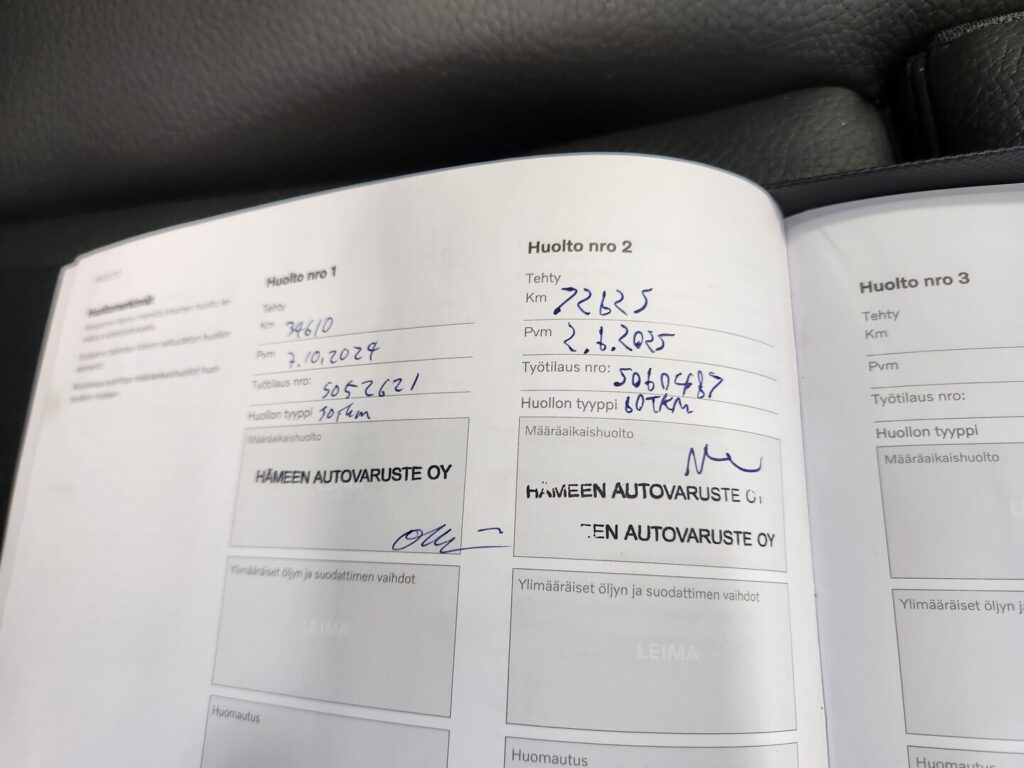 Huoltomerkinnät
Huolto nro 1
Tehty
Km 34610
Pvm 7.10.2024
Työtilaus nro: 5052621
Huollon tyyppi 30Tkm
Määräaikaishuolto
HÄMEEN AUTOVARUSTE OY
Ylimääräiset öljyn ja suodattimen vaihdot
LEIMA
Huomautus
Huolto nro 2
Tehty
Km 72625
Pvm 2.6.2025
Työtilaus nro: 5060487
Huollon tyyppi 60TKM
Määräaikaishuolto
HÄMEEN AUTOVARUSTE OY
EN AUTOVARUSTE OY
Ylimääräiset öljyn ja suodattimen vaihdot
LEIMA
Huomautus
Huolto nro 3
Tehty
Km
Pvm
Työtilaus nro:
Huollon tyyppi
Määräaikaishuolto
Ylimääräiset öljyn j
Huomautus